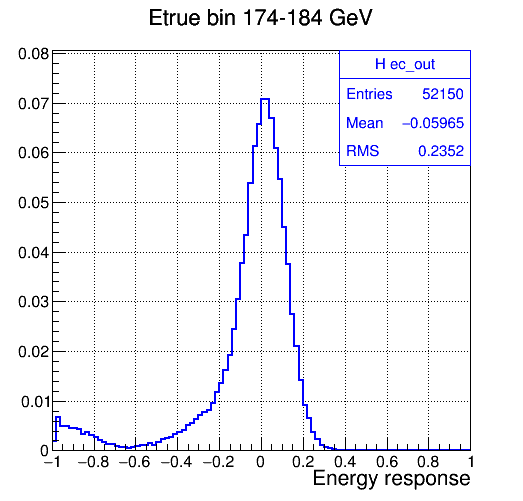 Etrue bin 174-184 GeV
H ec_out
Entries 52150
Mean −0.05965
RMS 0.2352
0.08
0.07
0.06
0.05
0.04
0.03
0.02
0.01
0
−1 −0.8 −0.6 −0.4 −0.2 0 0.2 0.4 0.6 0.8 1
Energy response